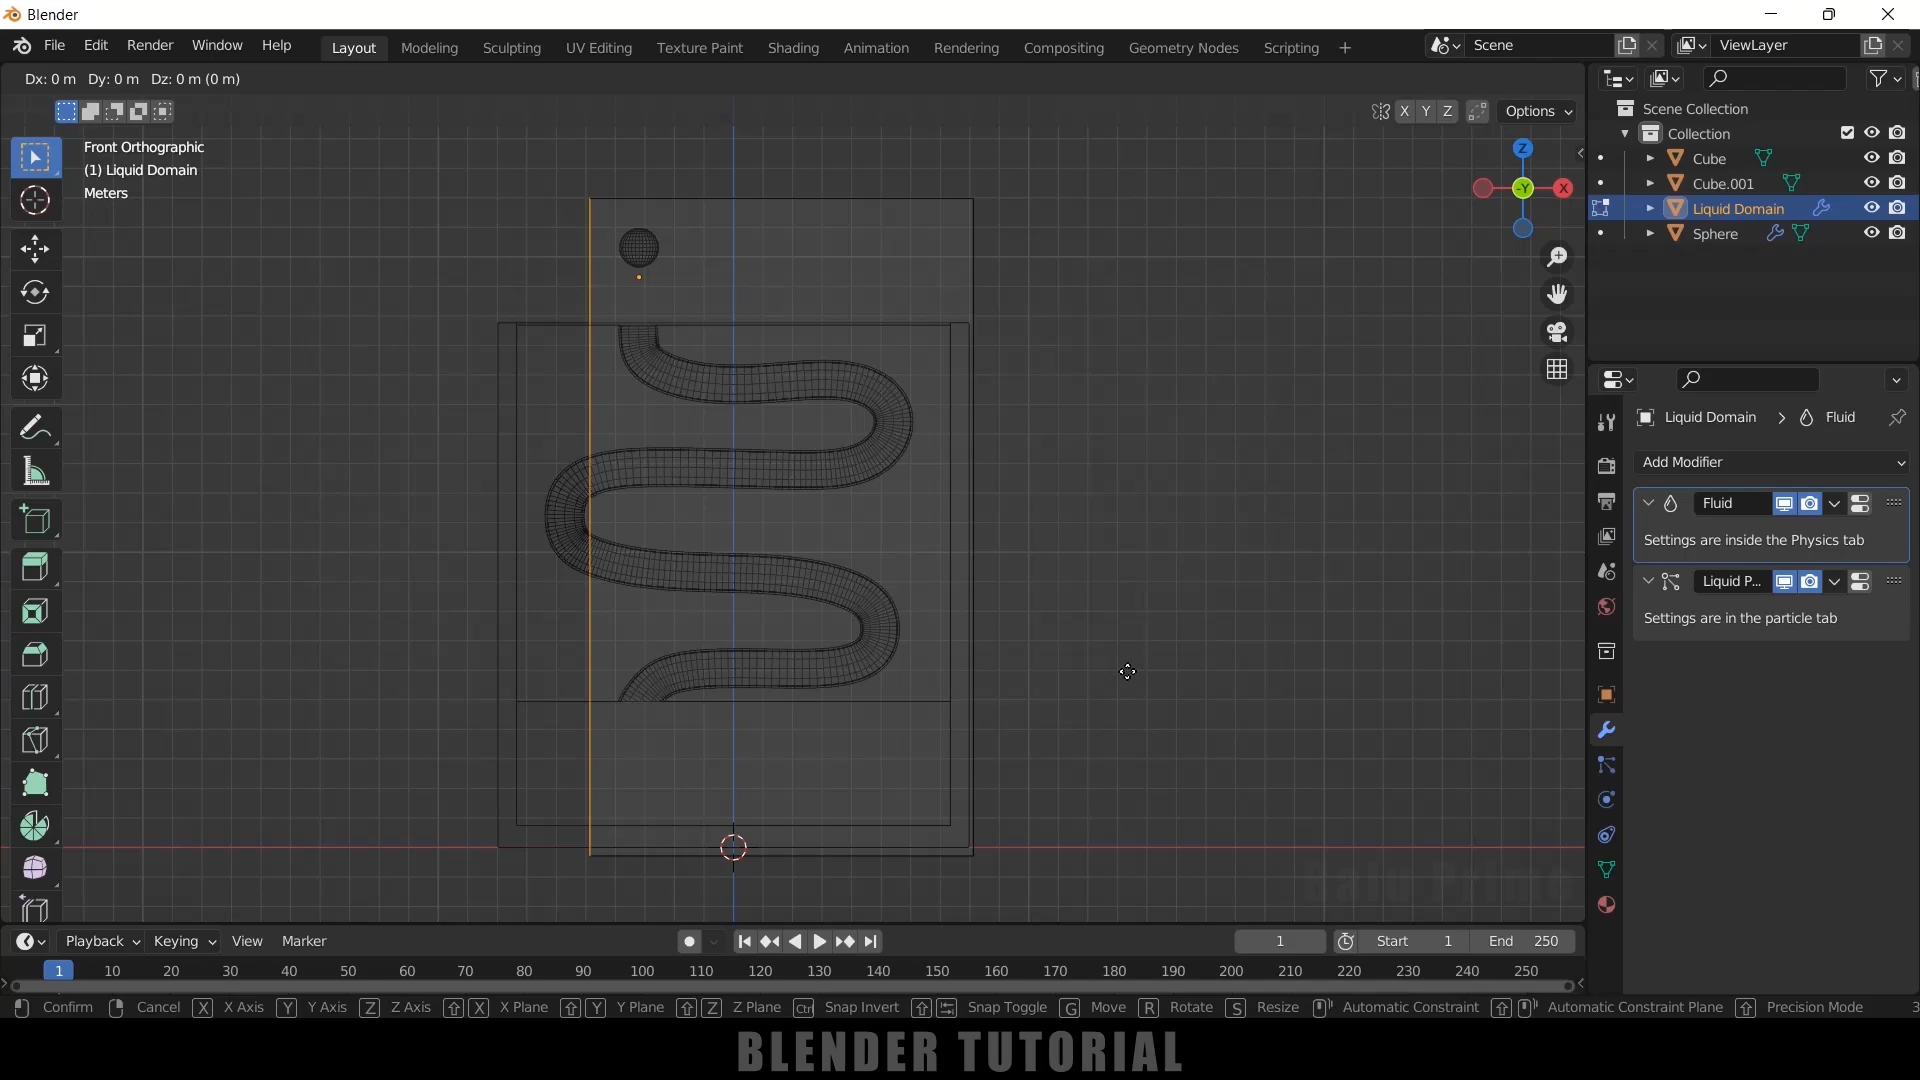 Blender
File Edit Render Window Help Layout Modeling Sculpting UV Editing Texture Paint Shading Animation Rendering Compositing Geometry Nodes Scripting + Scene ViewLayer
Dx: 0 m Dy: 0 m Dz: 0 m (0 m)
X Y Z Options
Front Orthographic
(1) Liquid Domain
Meters
Z
-Y X
Scene Collection
Collection
Cube
Cube.001
Liquid Domain
Sphere
Liquid Domain > Fluid
Add Modifier
Fluid
Settings are inside the Physics tab
Liquid P...
Settings are in the particle tab
Balu Prime
Playback Keying View Marker 1 Start 1 End 250
1 10 20 30 40 50 60 70 80 90 100 110 120 130 140 150 160 170 180 190 200 210 220 230 240 250
Confirm Cancel X X Axis Y Y Axis Z Z Axis X X Plane Y Y Plane Z Z Plane Ctrl Snap Invert Snap Toggle G Move R Rotate S Resize Automatic Constraint Automatic Constraint Plane Precision Mode 3
BLENDER TUTORIAL